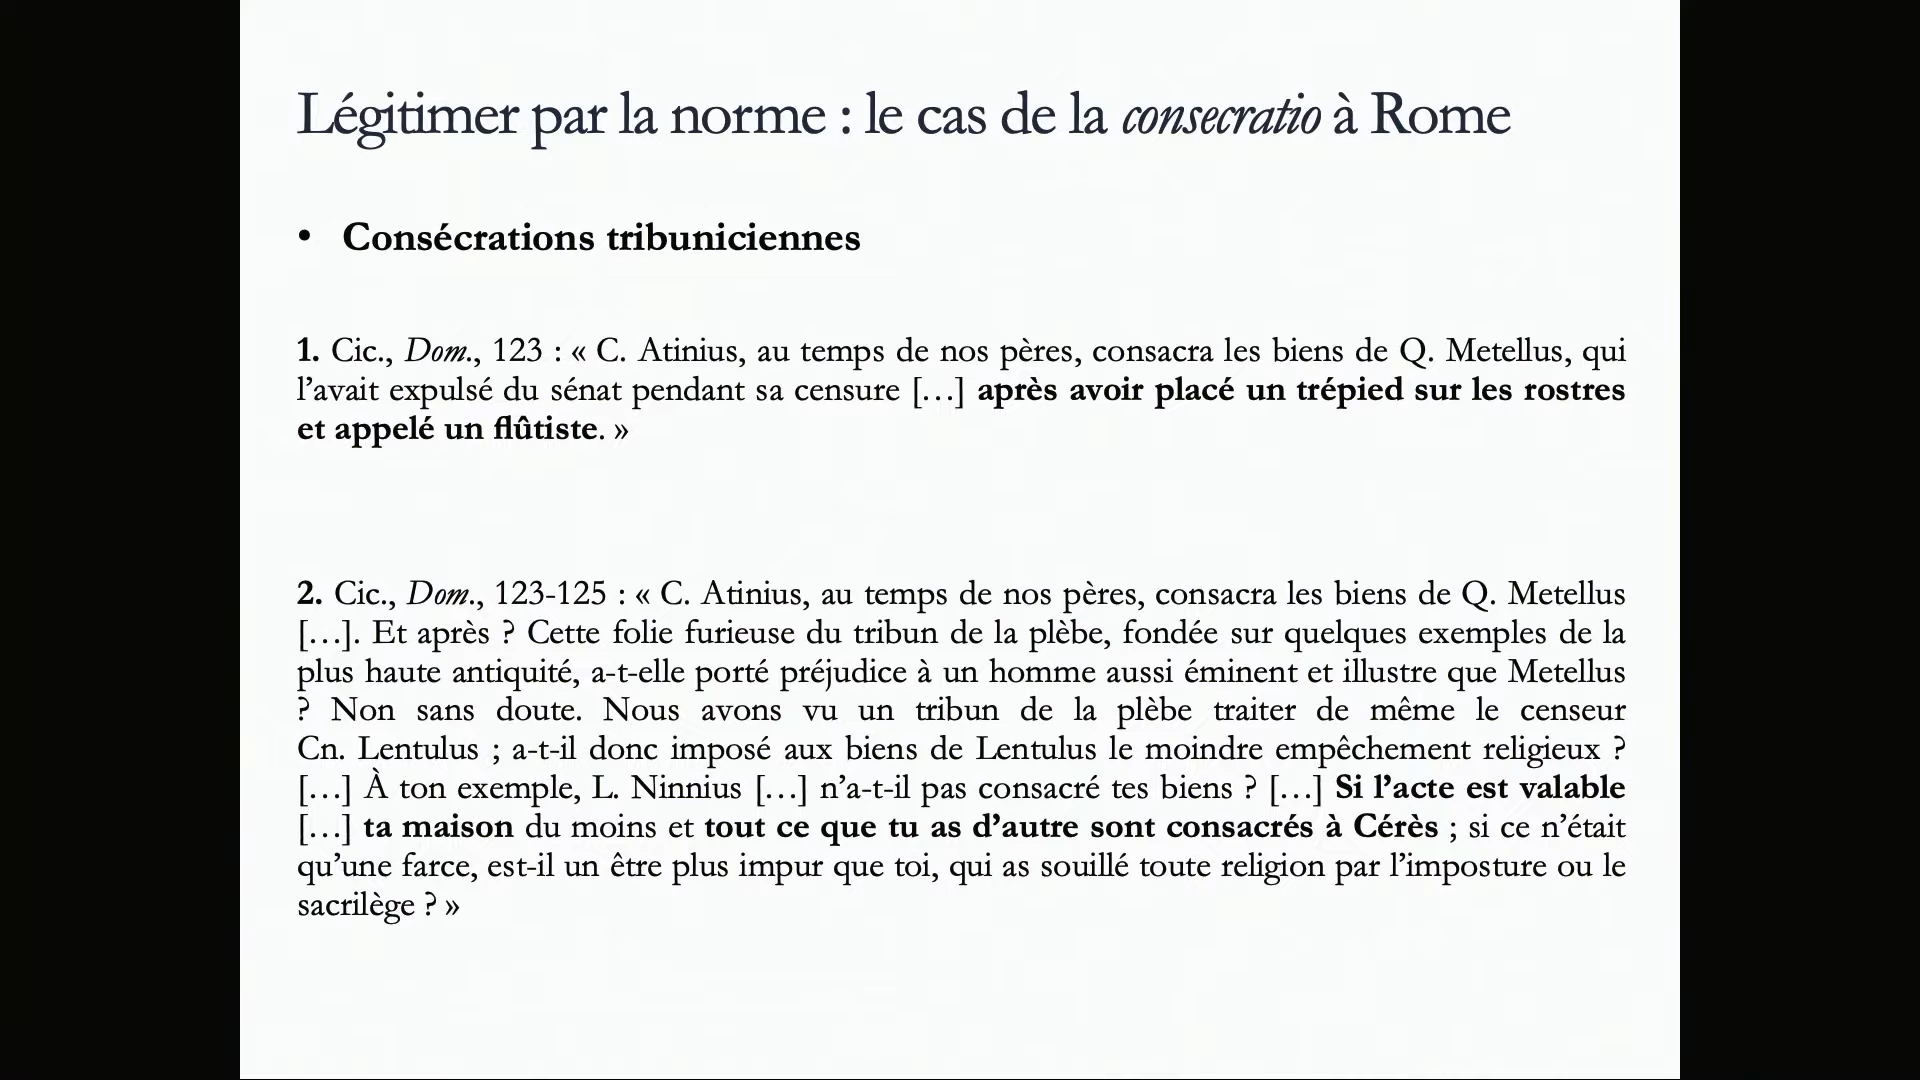 Légitimer par la norme : le cas de la consecratio à Rome
• Consécrations tribuniciennes
1. Cic., Dom., 123 : « C. Atinius, au temps de nos pères, consacra les biens de Q. Metellus, qui
l’avait expulsé du sénat pendant sa censure […] après avoir placé un trépied sur les rostres
et appelé un flûtiste. »
2. Cic., Dom., 123-125 : « C. Atinius, au temps de nos pères, consacra les biens de Q. Metellus
[…]. Et après ? Cette folie furieuse du tribun de la plèbe, fondée sur quelques exemples de la
plus haute antiquité, a-t-elle porté préjudice à un homme aussi éminent et illustre que Metellus
? Non sans doute. Nous avons vu un tribun de la plèbe traiter de même le censeur
Cn. Lentulus ; a-t-il donc imposé aux biens de Lentulus le moindre empêchement religieux ?
[…] À ton exemple, L. Ninnius […] n’a-t-il pas consacré tes biens ? […] Si l’acte est valable
[…] ta maison du moins et tout ce que tu as d’autre sont consacrés à Cérès ; si ce n’était
qu’une farce, est-il un être plus impur que toi, qui as souillé toute religion par l’imposture ou le
sacrilège ? »